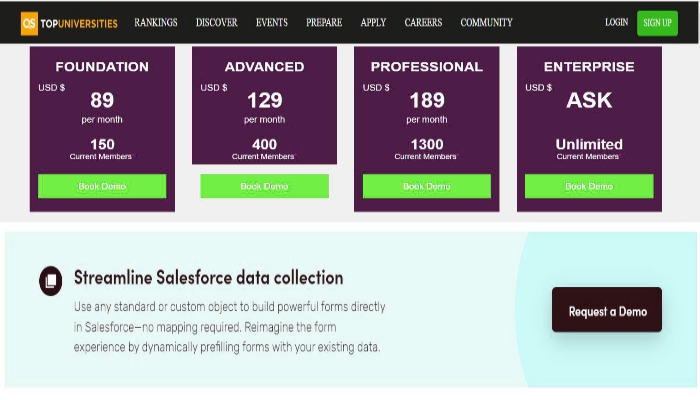 QS TOPUNIVERSITIES RANKINGS DISCOVER EVENTS PREPARE APPLY CAREERS COMMUNITY LOGIN SIGN UP
FOUNDATION
USD $
89
per month
150
Current Members
Book Demo
ADVANCED
USD $
129
per month
400
Current Members
Book Demo
PROFESSIONAL
USD $
189
per month
1300
Current Members
Book Demo
ENTERPRISE
USD $
ASK
Unlimited
Current Members
Book Demo
Streamline Salesforce data collection
Use any standard or custom object to build powerful forms directly
in Salesforce—no mapping required. Reimagine the form
experience by dynamically prefilling forms with your existing data.
Request a Demo